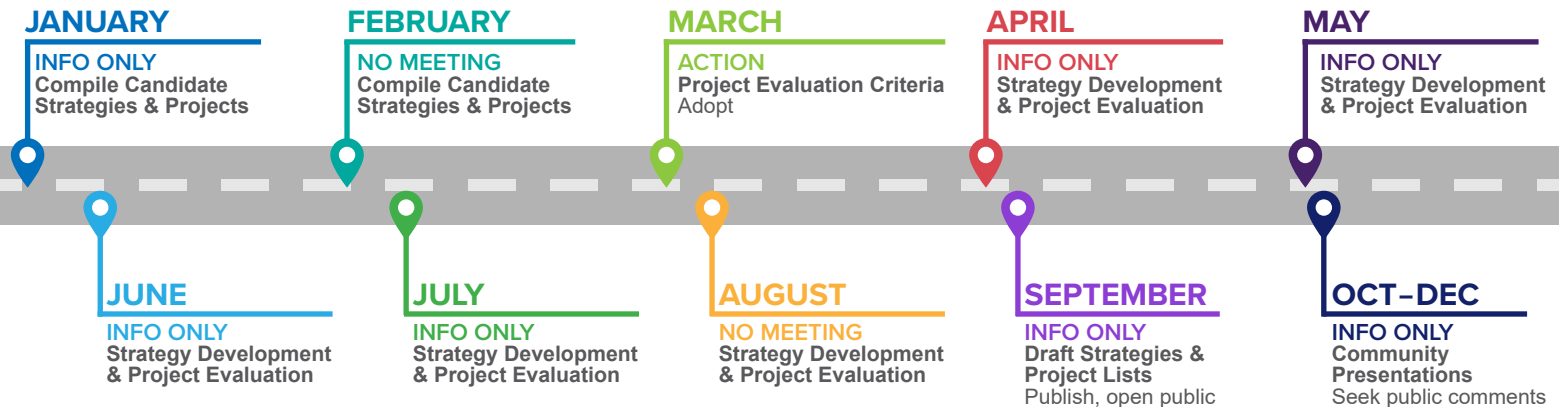 JANUARY
INFO ONLY
Compile Candidate
Strategies & Projects
FEBRUARY
NO MEETING
Compile Candidate
Strategies & Projects
MARCH
ACTION
Project Evaluation Criteria
Adopt
APRIL
INFO ONLY
Strategy Development
& Project Evaluation
MAY
INFO ONLY
Strategy Development
& Project Evaluation
JUNE
INFO ONLY
Strategy Development
& Project Evaluation
JULY
INFO ONLY
Strategy Development
& Project Evaluation
AUGUST
NO MEETING
Strategy Development
& Project Evaluation
SEPTEMBER
INFO ONLY
Draft Strategies &
Project Lists
Publish, open public
OCT–DEC
INFO ONLY
Community
Presentations
Seek public comments